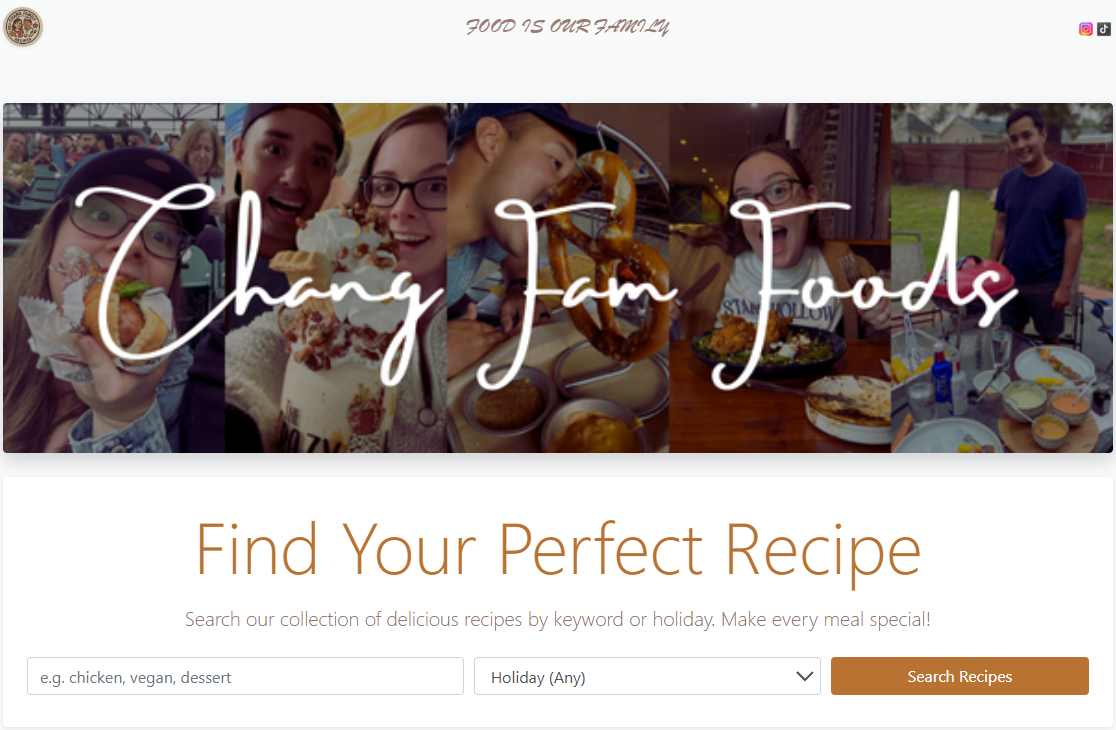 FOOD IS OUR FAMILY
Chang Fam Foods
Find Your Perfect Recipe
Search our collection of delicious recipes by keyword or holiday. Make every meal special!
e.g. chicken, vegan, dessert
Holiday (Any)
Search Recipes